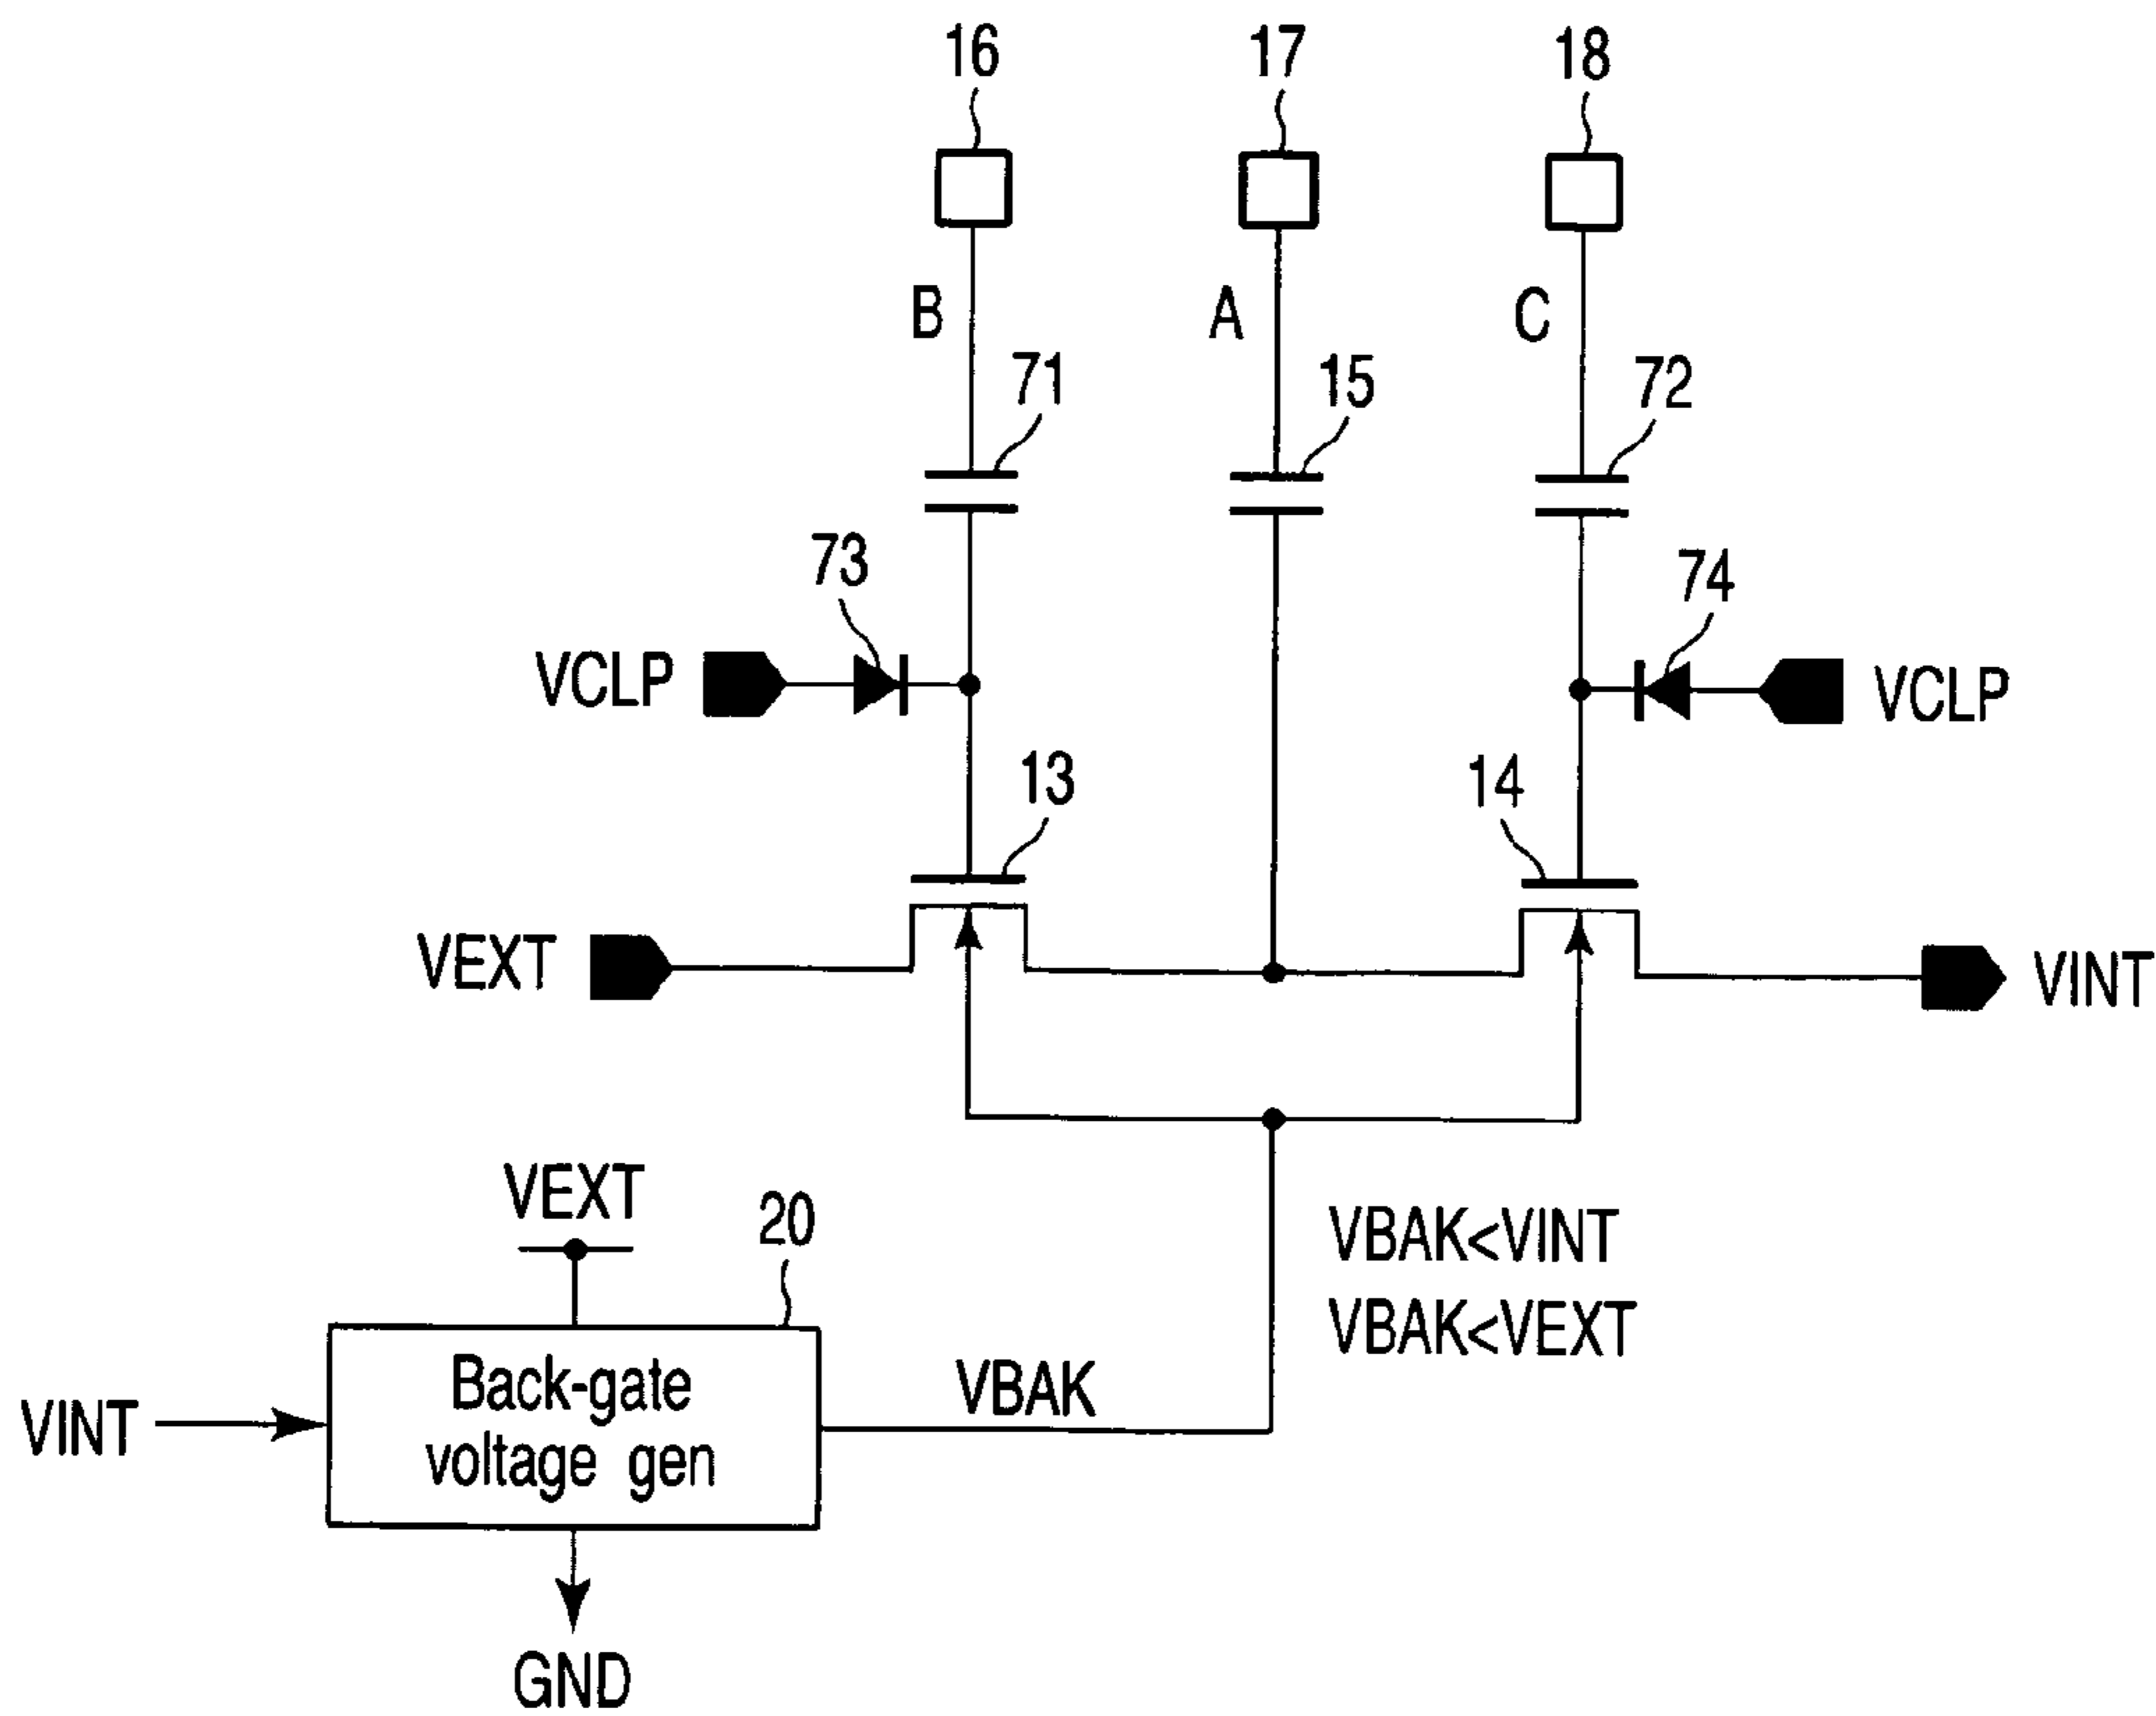 16
17
18
B
A
C
71
15
72
73
74
VCLP
VCLP
13
14
VEXT
VINT
VEXT
20
VBAK<VINT
VBAK<VEXT
VINT
Back-gate
voltage gen
VBAK
GND